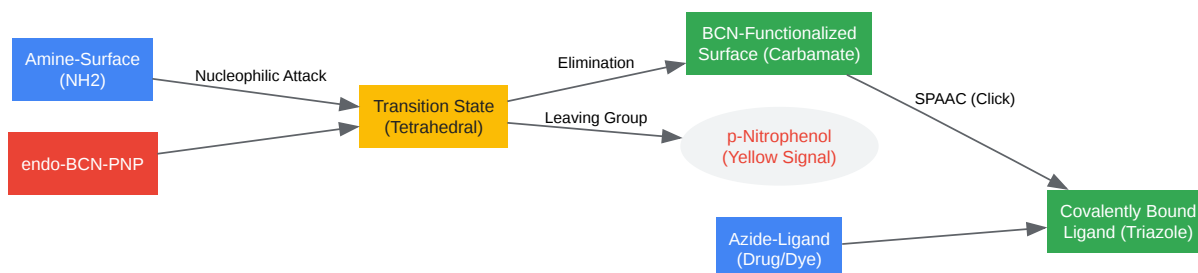 Amine-Surface
(NH2)
endo-BCN-PNP
Nucleophilic Attack
Transition State
(Tetrahedral)
Elimination
Leaving Group
BCN-Functionalized
Surface (Carbamate)
p-Nitrophenol
(Yellow Signal)
SPAAC (Click)
Azide-Ligand
(Drug/Dye)
Covalently Bound
Ligand (Triazole)